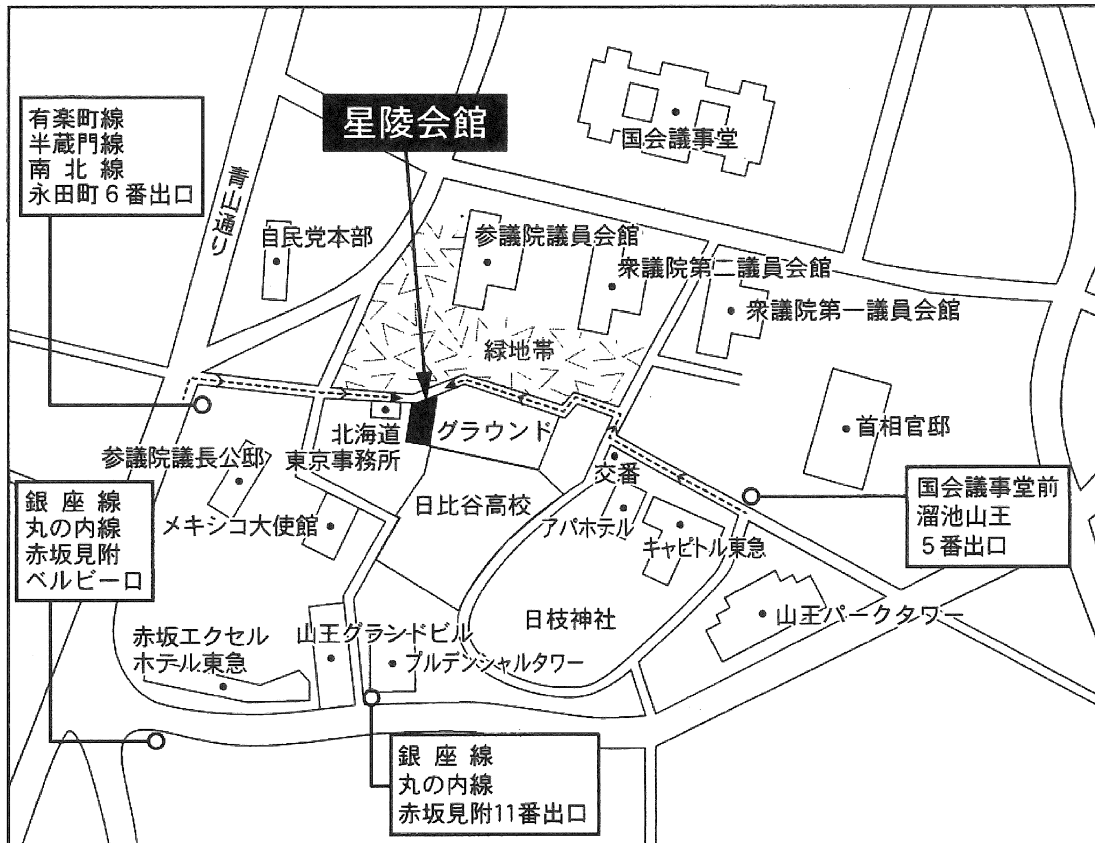 星陵会館
国会議事堂
有楽町線
半蔵門線
南北線
永田町6番出口
青山通り
自民党本部
参議院議員会館
衆議院第二議員会館
衆議院第一議員会館
緑地帯
首相官邸
北海道
東京事務所
グラウンド
参議院議長公邸
交番
銀座線
丸の内線
赤坂見附
ベルビー口
メキシコ大使館
日比谷高校
アパホテル
キャピトル東急
国会議事堂前
溜池山王
5番出口
日枝神社
山王パークタワー
赤坂エクセル
ホテル東急
山王グランドビル
プルデンシャルタワー
銀座線
丸の内線
赤坂見附11番出口